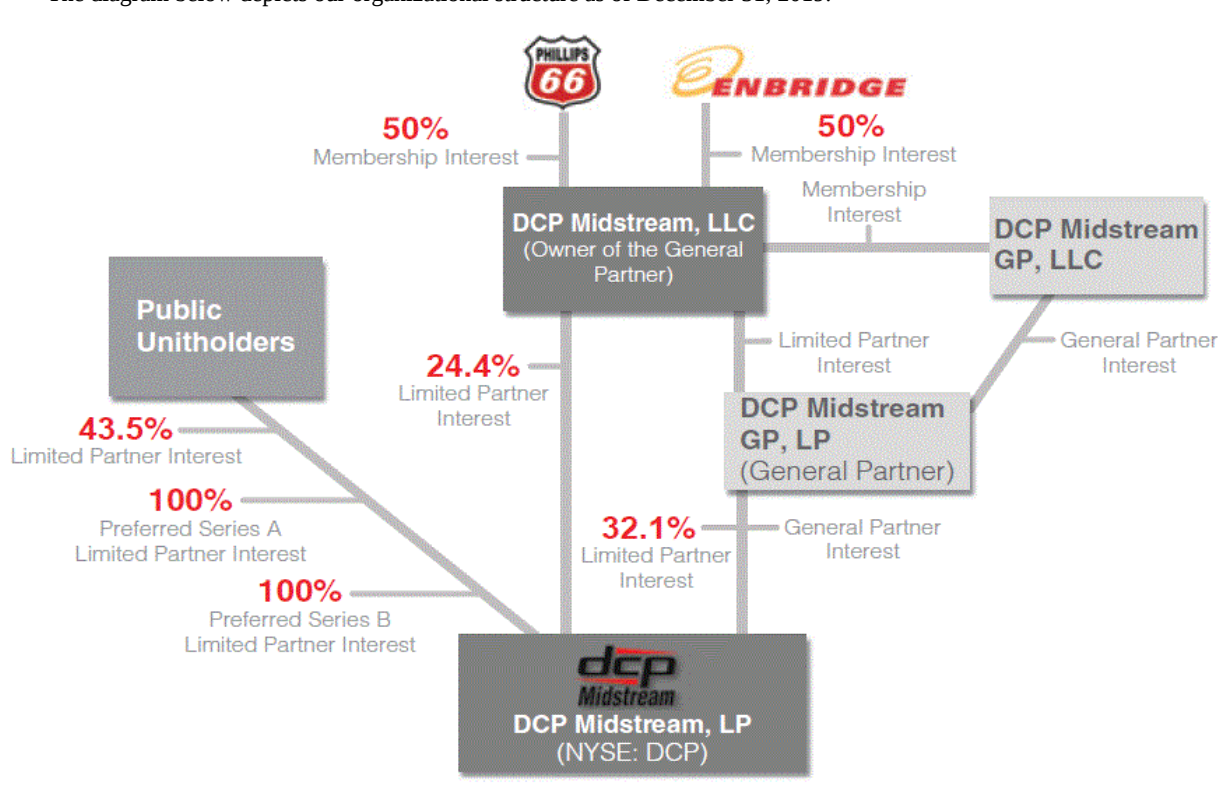 PHILLIPS
66
ENBRIDGE
50%
Membership Interest
50%
Membership Interest
Membership
Interest
DCP Midstream, LLC
(Owner of the General
Partner)
DCP Midstream
GP, LLC
Public
Unitholders
24.4%
Limited Partner
Interest
Limited Partner
Interest
General Partner
Interest
DCP Midstream
GP, LP
(General Partner)
43.5%
Limited Partner Interest
100%
Preferred Series A
Limited Partner Interest
32.1%
Limited Partner
Interest
General Partner
Interest
100%
Preferred Series B
Limited Partner Interest
dcp
Midstream
DCP Midstream, LP
(NYSE: DCP)